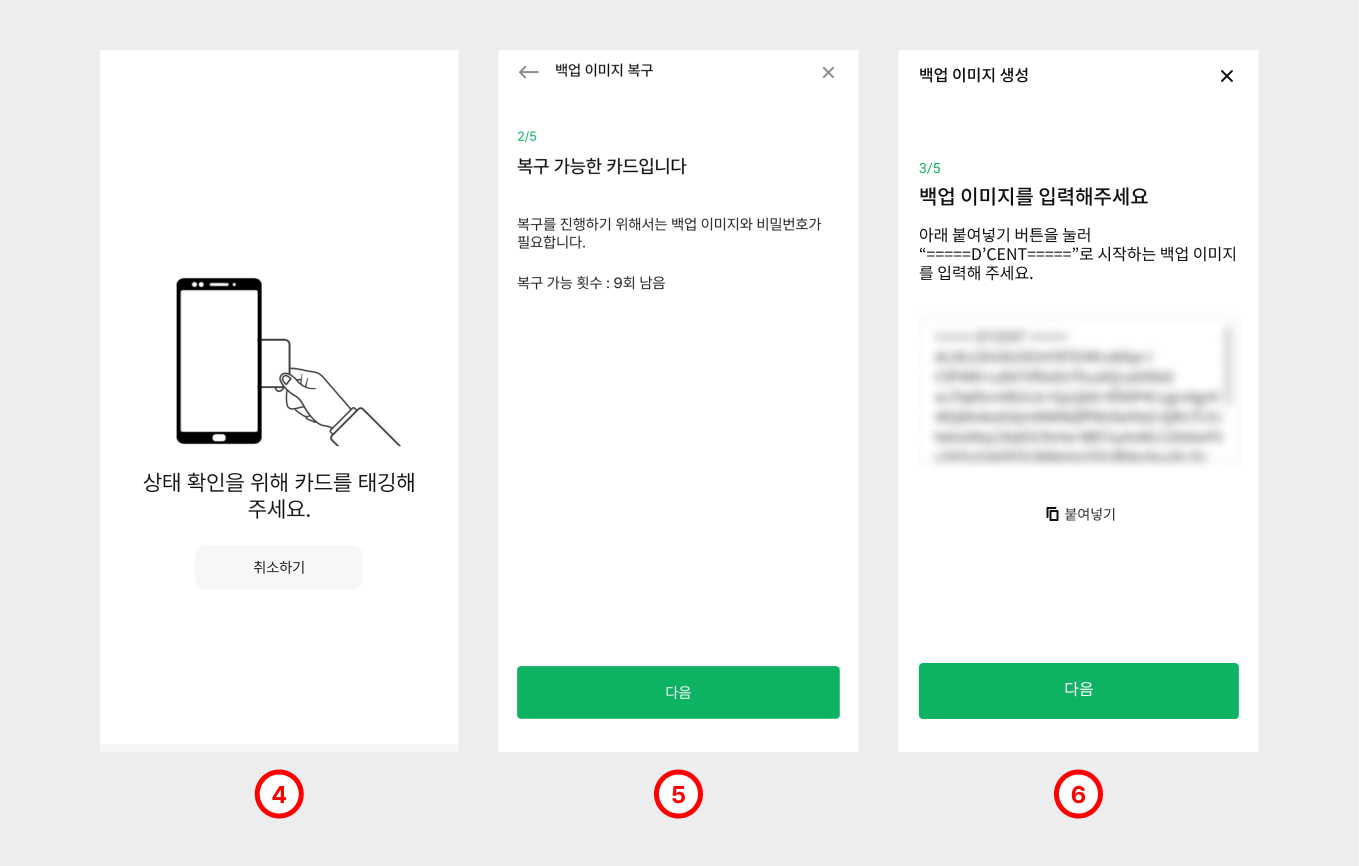 상태 확인을 위해 카드를 태깅해
주세요.
취소하기
4
백업 이미지 복구
2/5
복구 가능한 카드입니다
복구를 진행하기 위해서는 백업 이미지와 비밀번호가
필요합니다.
복구 가능 횟수 : 9회 남음
다음
5
백업 이미지 생성
3/5
백업 이미지를 입력해주세요
아래 붙여넣기 버튼을 눌러
“=====D’CENT=====”로 시작하는 백업 이미지
를 입력해 주세요.
붙여넣기
다음
6